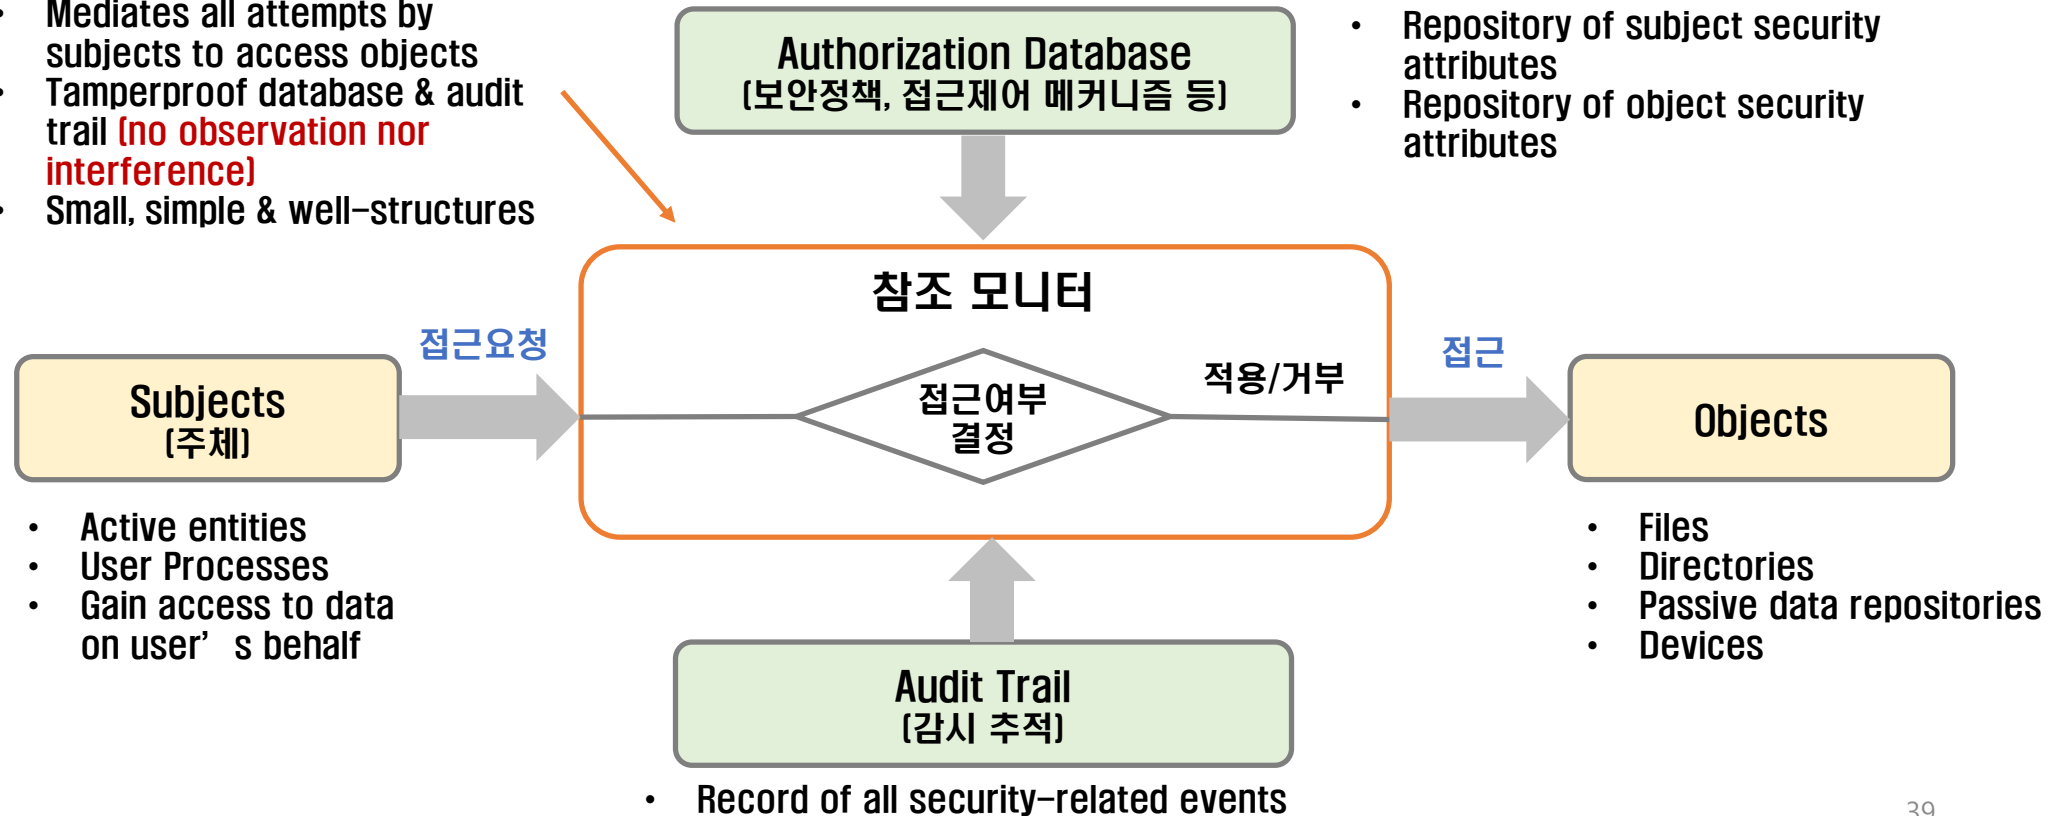 • Mediates all attempts by
subjects to access objects
• Tamperproof database & audit
trail (no observation nor
interference)
• Small, simple & well-structures
Authorization Database
(보안정책, 접근제어 메커니즘 등)
• Repository of subject security
attributes
• Repository of object security
attributes
참조 모니터
접근요청
Subjects
(주체)
접근여부
결정
적용/거부
접근
Objects
• Active entities
• User Processes
• Gain access to data
on user’ s behalf
• Files
• Directories
• Passive data repositories
• Devices
Audit Trail
(감시 추적)
• Record of all security-related events
39